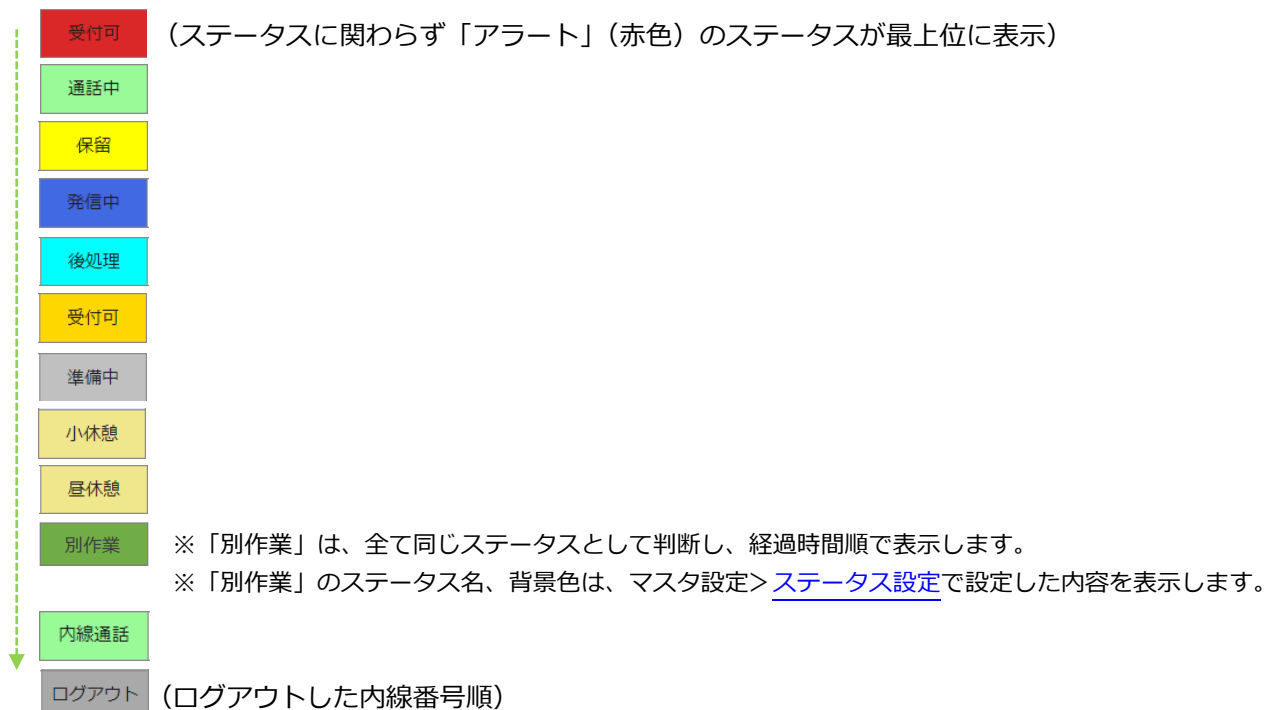 受付可 （ステータスに関わらず「アラート」（赤色）のステータスが最上位に表示）
通話中
保留
発信中
後処理
受付可
準備中
小休憩
昼休憩
別作業 ※「別作業」は、全て同じステータスとして判断し、経過時間順で表示します。
※「別作業」のステータス名、背景色は、マスタ設定>ステータス設定で設定した内容を表示します。
内線通話
ログアウト （ログアウトした内線番号順）